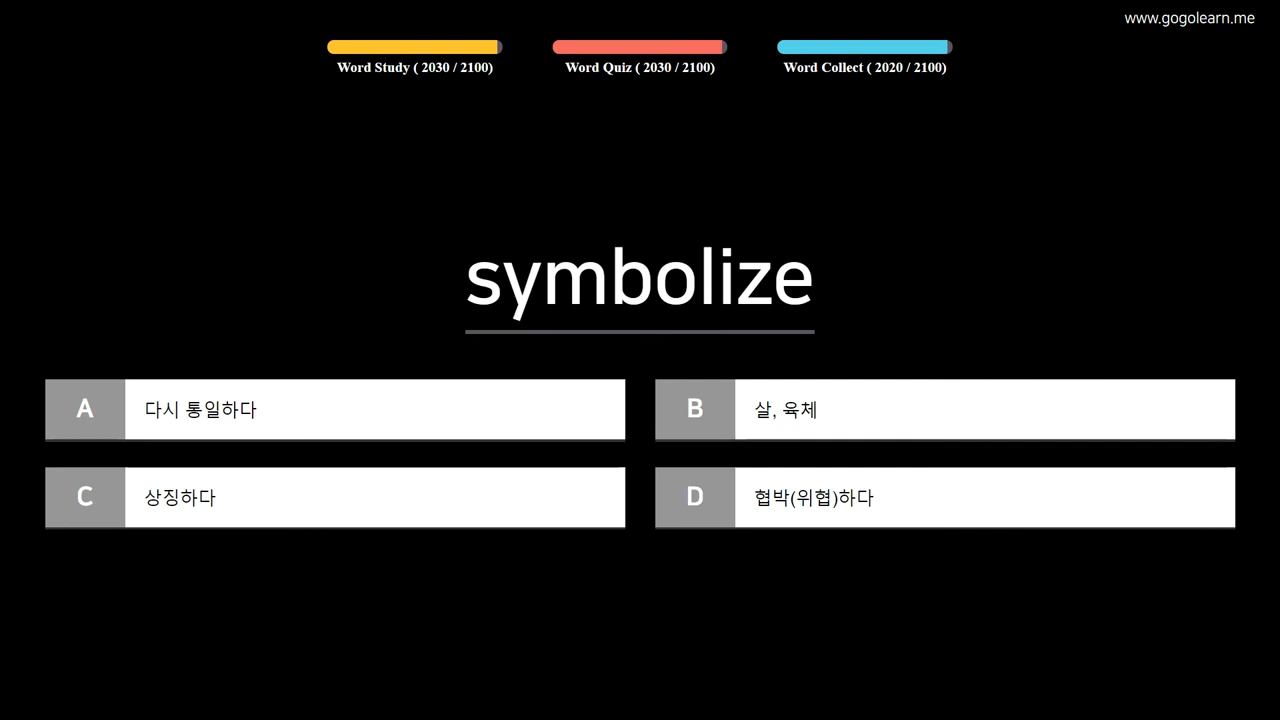 www.gogolearn.me
Word Study ( 2030 / 2100)
Word Quiz ( 2030 / 2100)
Word Collect ( 2020 / 2100)
symbolize
A 다시 통일하다
B 살, 육체
C 상징하다
D 협박(위협)하다